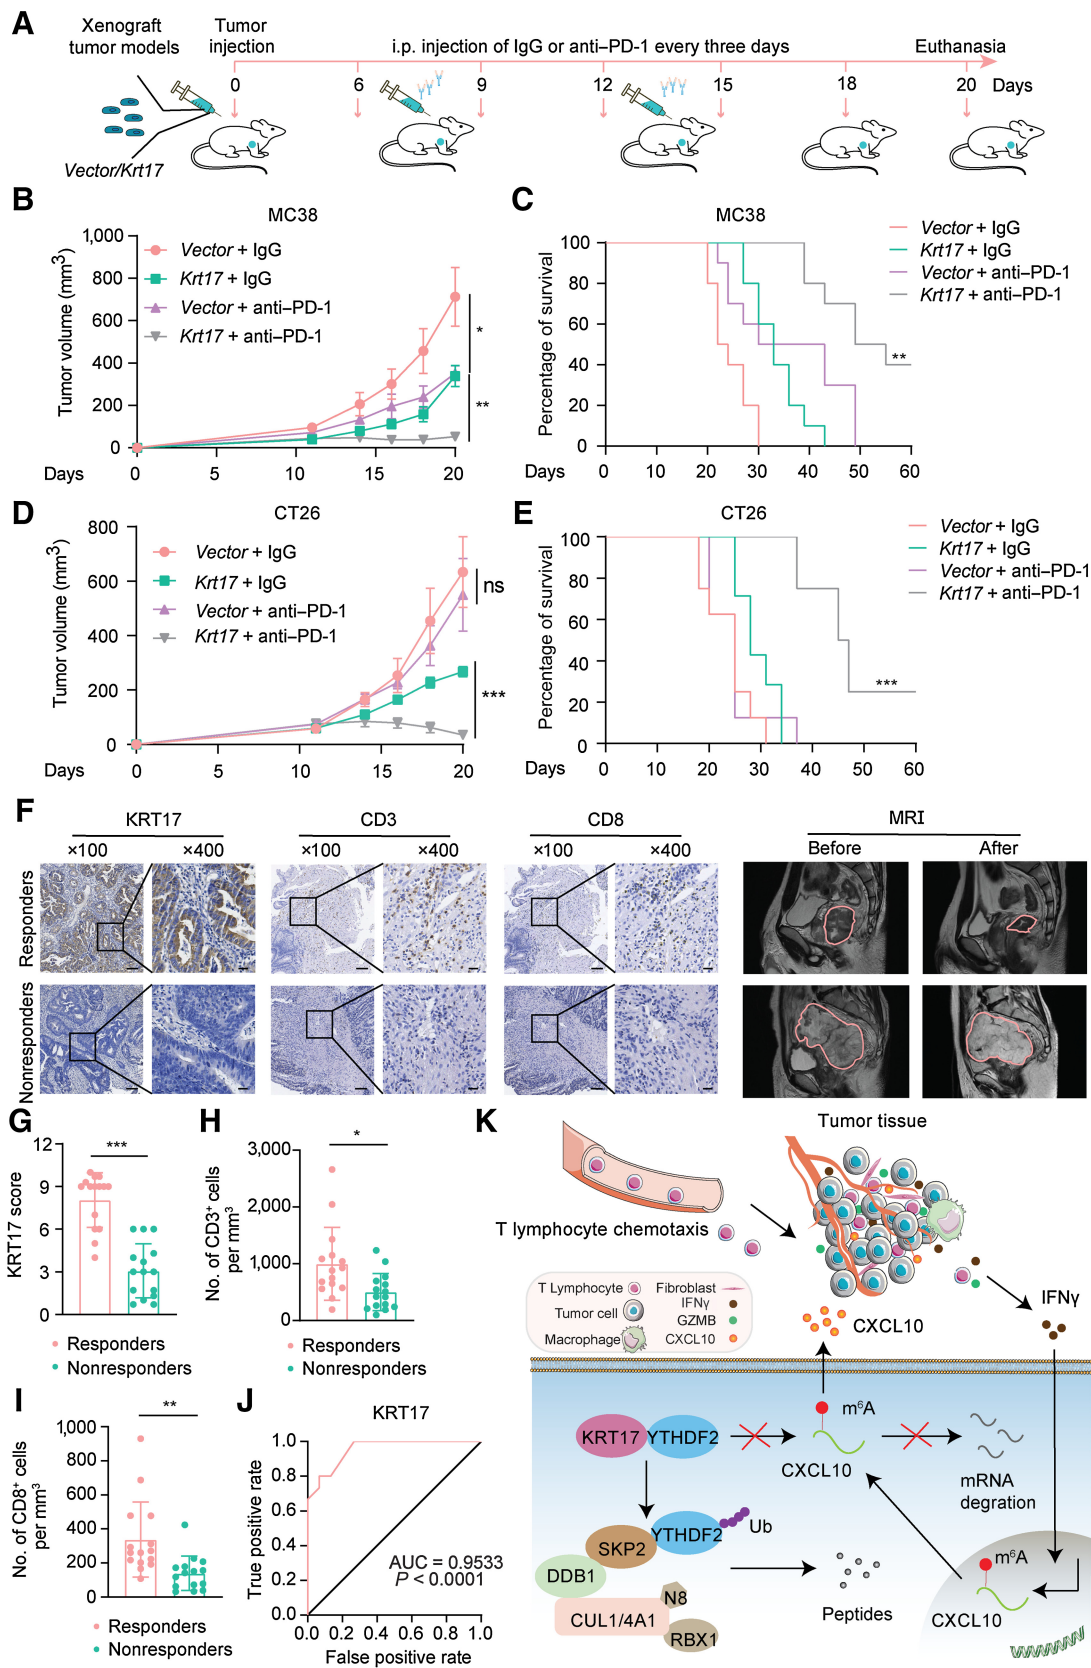 A
Xenograft
tumor models
Tumor
injection
i.p. injection of IgG or anti–PD-1 every three days
Euthanasia
0 6 9 12 15 18 20 Days
Vector/Krt17
B
MC38
Tumor volume (mm3)
1,000
800
600
400
200
0
Vector + IgG
Krt17 + IgG
Vector + anti–PD-1
Krt17 + anti–PD-1
*
**
Days 0 5 10 15 20
C
MC38
Percentage of survival
100
80
60
40
20
0
Vector + IgG
Krt17 + IgG
Vector + anti–PD-1
Krt17 + anti–PD-1
**
Days 0 10 20 30 40 50 60
D
CT26
Tumor volume (mm3)
800
600
400
200
0
Vector + IgG
Krt17 + IgG
Vector + anti–PD-1
Krt17 + anti–PD-1
ns
***
Days 0 5 10 15 20
E
CT26
Percentage of survival
100
80
60
40
20
0
Vector + IgG
Krt17 + IgG
Vector + anti–PD-1
Krt17 + anti–PD-1
***
Days 0 10 20 30 40 50 60
F
KRT17 CD3 CD8 MRI
×100 ×400 ×100 ×400 ×100 ×400 Before After
Responders
Nonresponders
G
KRT17 score
12
9
6
3
0
***
Responders
Nonresponders
H
No. of CD3+ cells
per mm3
3,000
2,000
1,000
0
*
Responders
Nonresponders
I
No. of CD8+ cells
per mm3
1,000
800
600
400
200
0
**
Responders
Nonresponders
J
KRT17
True positive rate
1.0
0.8
0.6
0.4
0.2
0.0
AUC = 0.9533
P < 0.0001
0.0 0.2 0.4 0.6 0.8 1.0
False positive rate
K
Tumor tissue
T lymphocyte chemotaxis
T Lymphocyte
Tumor cell
Macrophage
Fibroblast
IFNγ
GZMB
CXCL10
CXCL10
IFNγ
KRT17 YTHDF2
m6A
CXCL10
mRNA
degration
SKP2 YTHDF2 Ub
DDB1
CUL1/4A1
N8
RBX1
Peptides
m6A
CXCL10